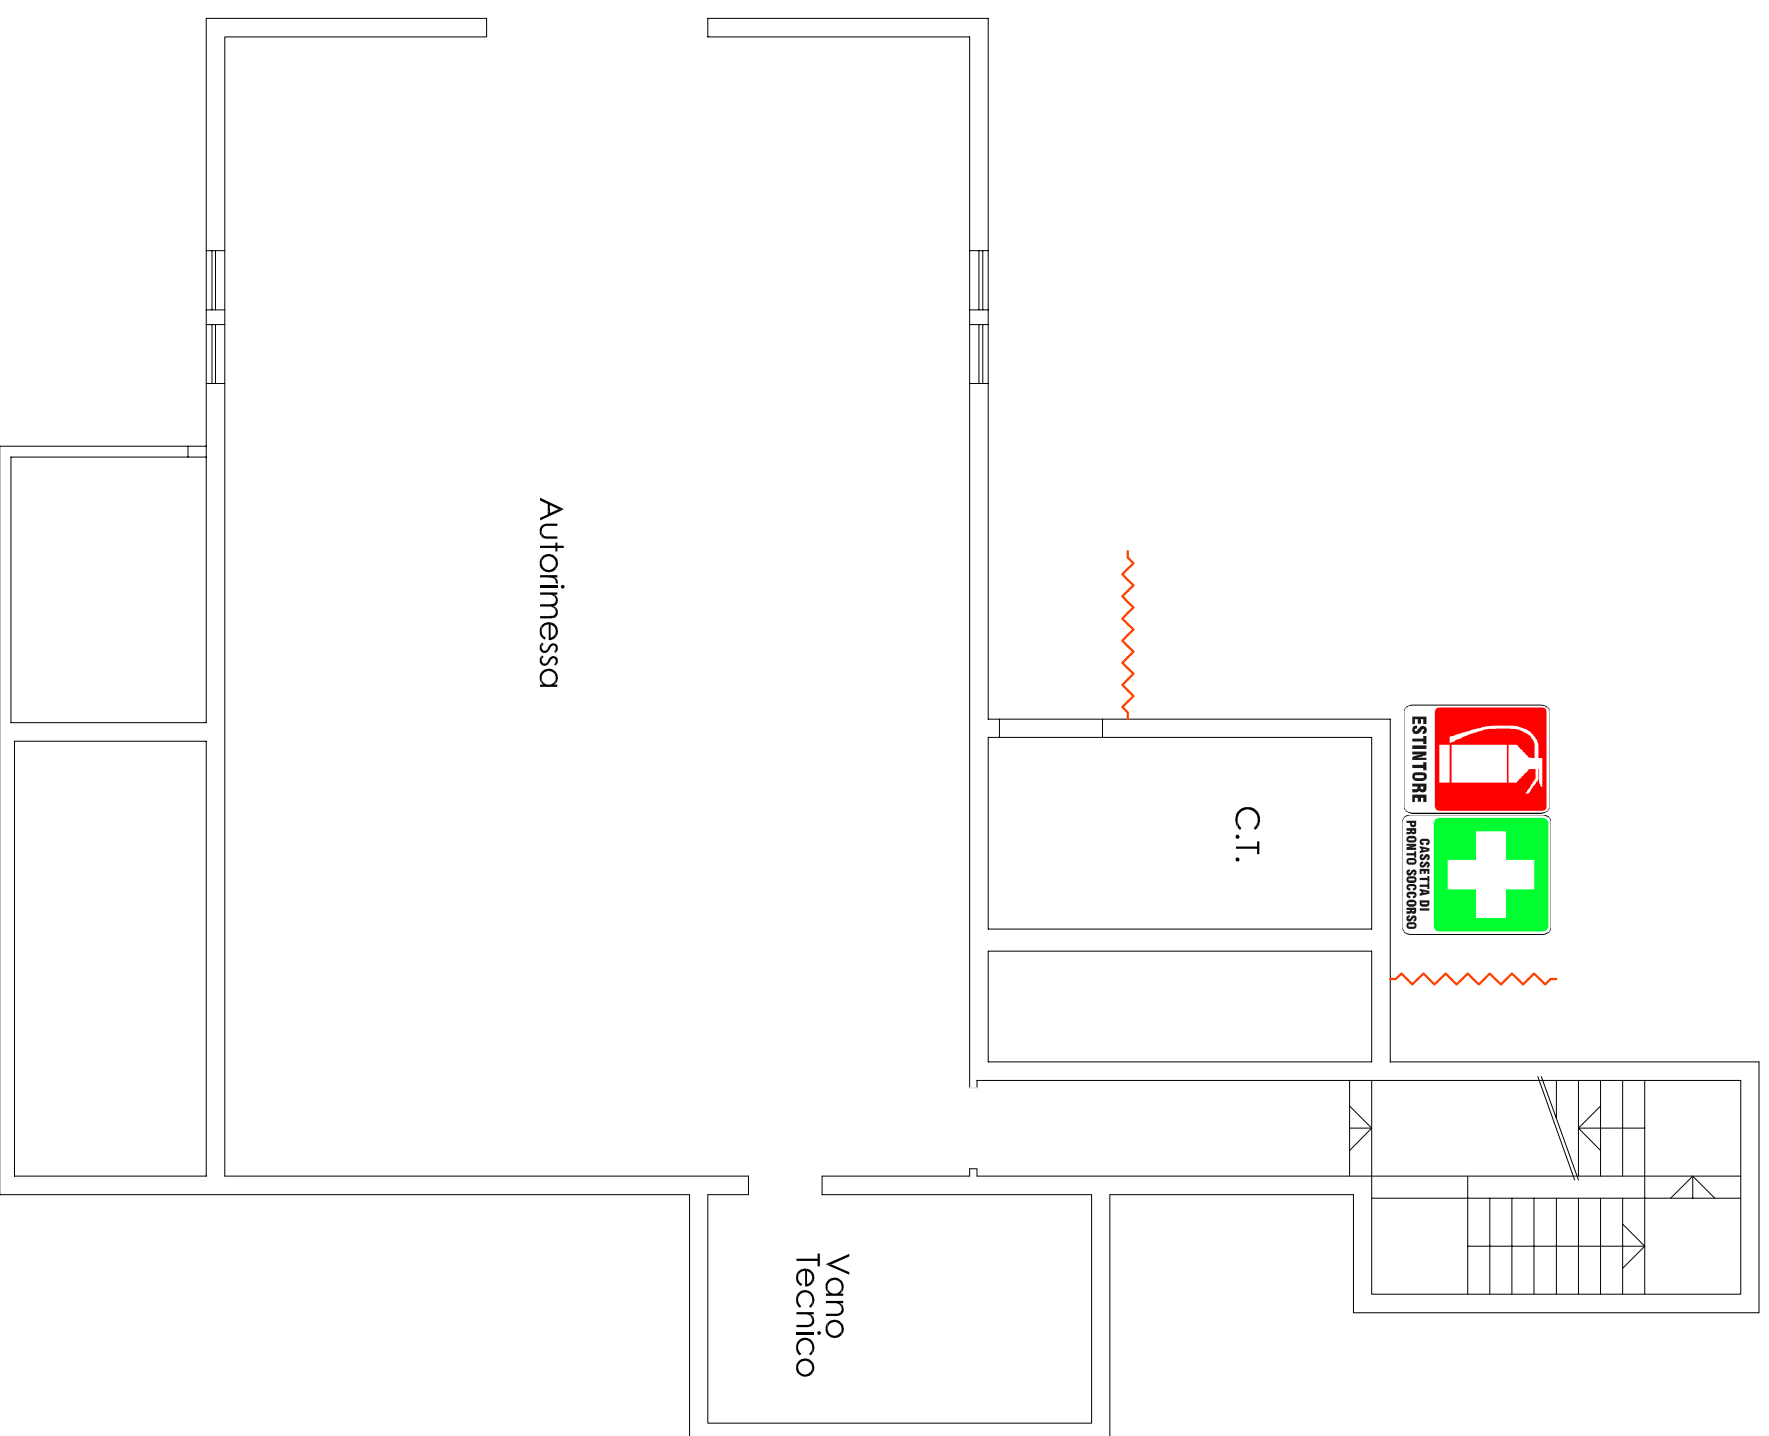 Autorimessa
ESTINTORE
C.T.
CASSETTA DI
PRONTO SOCCORSO
Vano
Tecnico